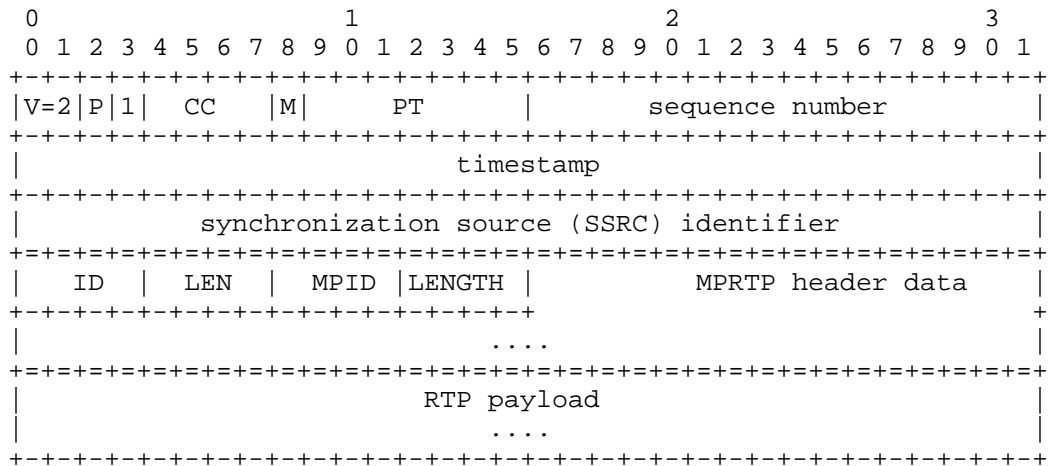 0                   1                   2                   3
 0 1 2 3 4 5 6 7 8 9 0 1 2 3 4 5 6 7 8 9 0 1 2 3 4 5 6 7 8 9 0 1
+-+-+-+-+-+-+-+-+-+-+-+-+-+-+-+-+-+-+-+-+-+-+-+-+-+-+-+-+-+-+-+-+
|V=2|P|1|  CC   |M|     PT      |       sequence number         |
+-+-+-+-+-+-+-+-+-+-+-+-+-+-+-+-+-+-+-+-+-+-+-+-+-+-+-+-+-+-+-+-+
|                           timestamp                           |
+-+-+-+-+-+-+-+-+-+-+-+-+-+-+-+-+-+-+-+-+-+-+-+-+-+-+-+-+-+-+-+-+
|           synchronization source (SSRC) identifier            |
+=+=+=+=+=+=+=+=+=+=+=+=+=+=+=+=+=+=+=+=+=+=+=+=+=+=+=+=+=+=+=+=+
|   ID  |  LEN  |  MPID |LENGTH |          MPRTP header data    |
+-+-+-+-+-+-+-+-+-+-+-+-+-+-+-+-+                               +
|                             ....                              |
+=+=+=+=+=+=+=+=+=+=+=+=+=+=+=+=+=+=+=+=+=+=+=+=+=+=+=+=+=+=+=+=+
|                         RTP payload                           |
|                             ....                              |
+-+-+-+-+-+-+-+-+-+-+-+-+-+-+-+-+-+-+-+-+-+-+-+-+-+-+-+-+-+-+-+-+